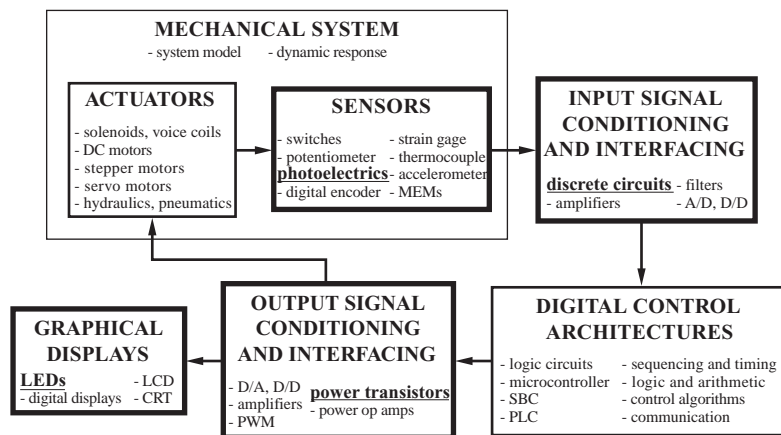 MECHANICAL SYSTEM
- system model - dynamic response
ACTUATORS
- solenoids, voice coils
- DC motors
- stepper motors
- servo motors
- hydraulics, pneumatics
SENSORS
- switches - strain gage
- potentiometer - thermocouple
photoelectrics - accelerometer
- digital encoder - MEMs
INPUT SIGNAL
CONDITIONING
AND INTERFACING
discrete circuits - filters
- amplifiers - A/D, D/D
GRAPHICAL
DISPLAYS
LEDs - LCD
- digital displays - CRT
OUTPUT SIGNAL
CONDITIONING
AND INTERFACING
- D/A, D/D power transistors
- amplifiers - power op amps
- PWM
DIGITAL CONTROL
ARCHITECTURES
- logic circuits - sequencing and timing
- microcontroller - logic and arithmetic
- SBC - control algorithms
- PLC - communication